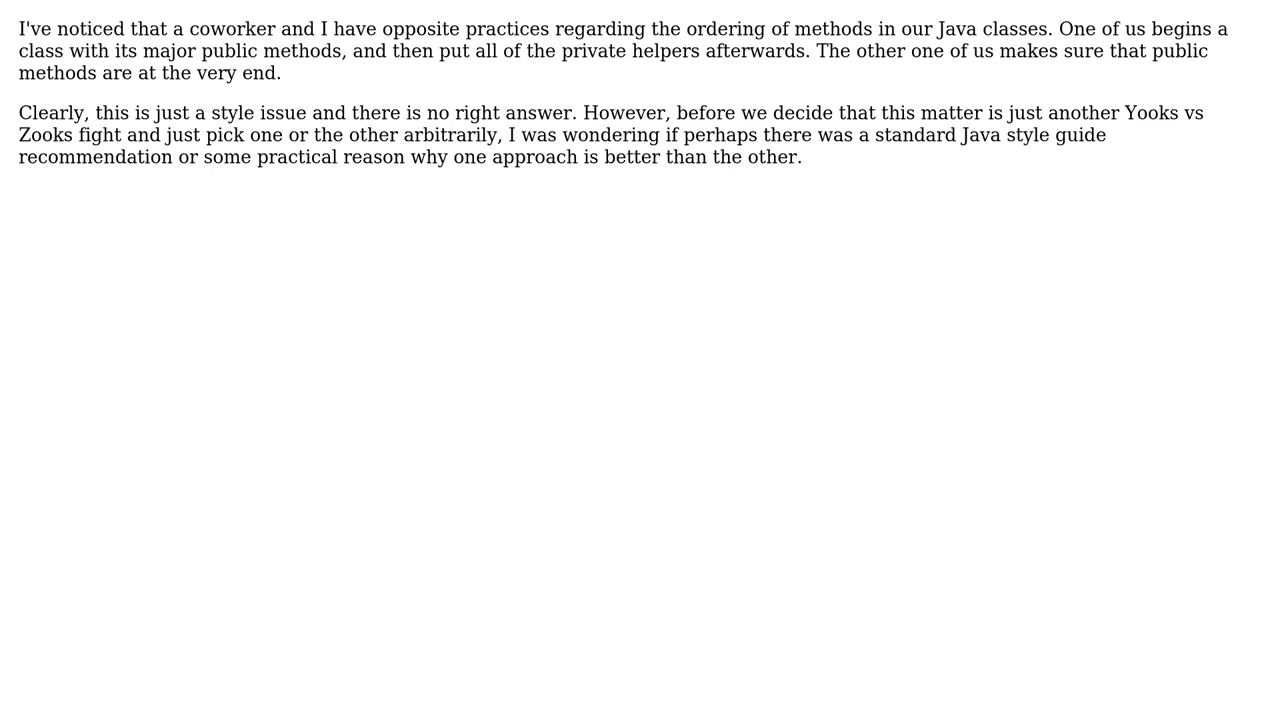 I've noticed that a coworker and I have opposite practices regarding the ordering of methods in our Java classes. One of us begins a
class with its major public methods, and then put all of the private helpers afterwards. The other one of us makes sure that public
methods are at the very end.
Clearly, this is just a style issue and there is no right answer. However, before we decide that this matter is just another Yooks vs
Zooks fight and just pick one or the other arbitrarily, I was wondering if perhaps there was a standard Java style guide
recommendation or some practical reason why one approach is better than the other.